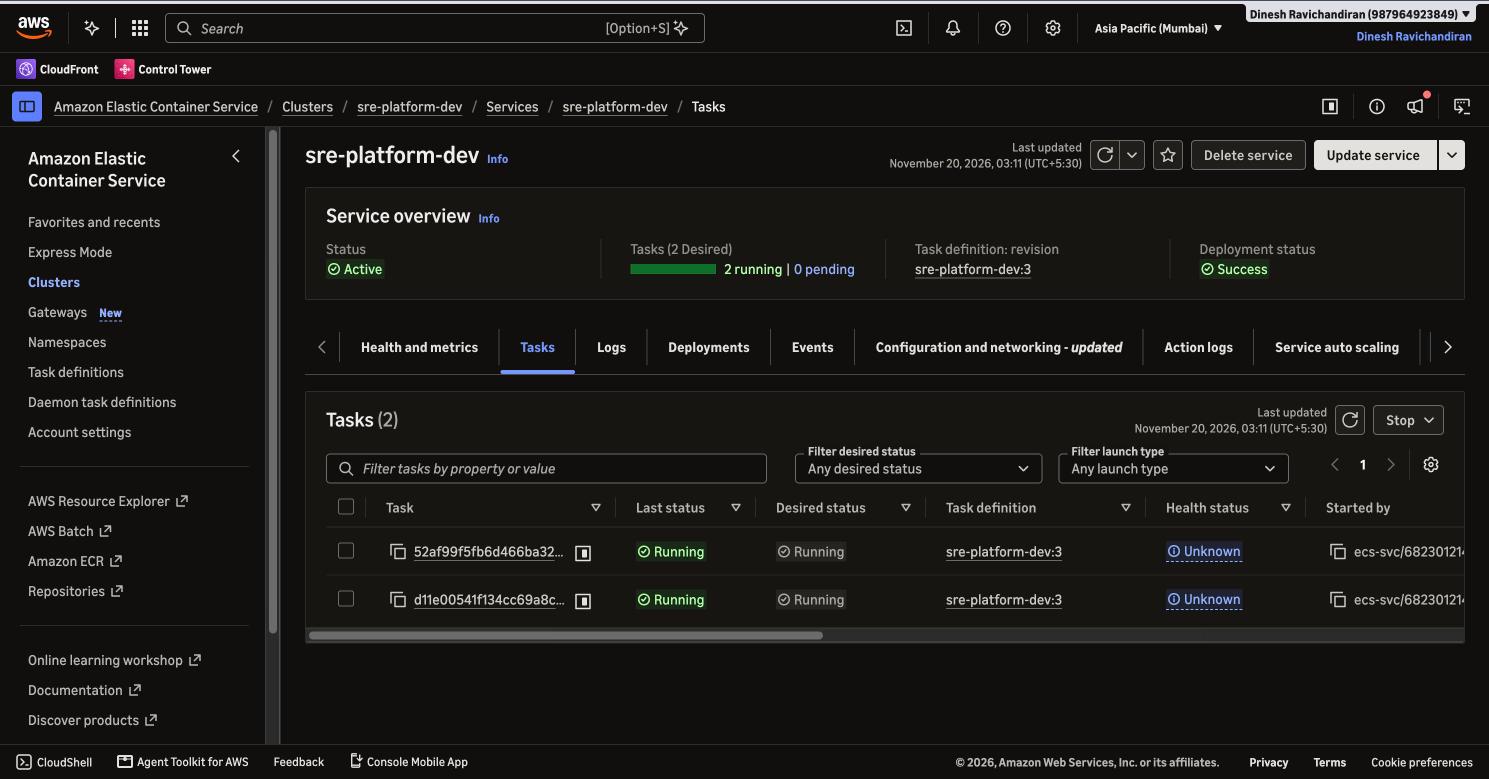 aws
Search [Option+S]
Asia Pacific (Mumbai)
Dinesh Ravichandiran (987964923849)
Dinesh Ravichandiran
CloudFront Control Tower
Amazon Elastic Container Service / Clusters / sre-platform-dev / Services / sre-platform-dev / Tasks
Amazon Elastic
Container Service
Favorites and recents
Express Mode
Clusters
Gateways New
Namespaces
Task definitions
Daemon task definitions
Account settings
AWS Resource Explorer
AWS Batch
Amazon ECR
Repositories
Online learning workshop
Documentation
Discover products
sre-platform-dev Info
Last updated
November 20, 2026, 03:11 (UTC+5:30)
Delete service
Update service
Service overview Info
Status
Active
Tasks (2 Desired)
2 running | 0 pending
Task definition: revision
sre-platform-dev:3
Deployment status
Success
Health and metrics Tasks Logs Deployments Events Configuration and networking - updated Action logs Service auto scaling
Tasks (2)
Last updated
November 20, 2026, 03:11 (UTC+5:30)
Stop
Filter tasks by property or value
Filter desired status
Any desired status
Filter launch type
Any launch type
1
Task Last status Desired status Task definition Health status Started by
52af99f5fb6d466ba32... Running Running sre-platform-dev:3 Unknown ecs-svc/68230121
d11e00541f134cc69a8c... Running Running sre-platform-dev:3 Unknown ecs-svc/68230121
CloudShell Agent Toolkit for AWS Feedback Console Mobile App
© 2026, Amazon Web Services, Inc. or its affiliates. Privacy Terms Cookie preferences